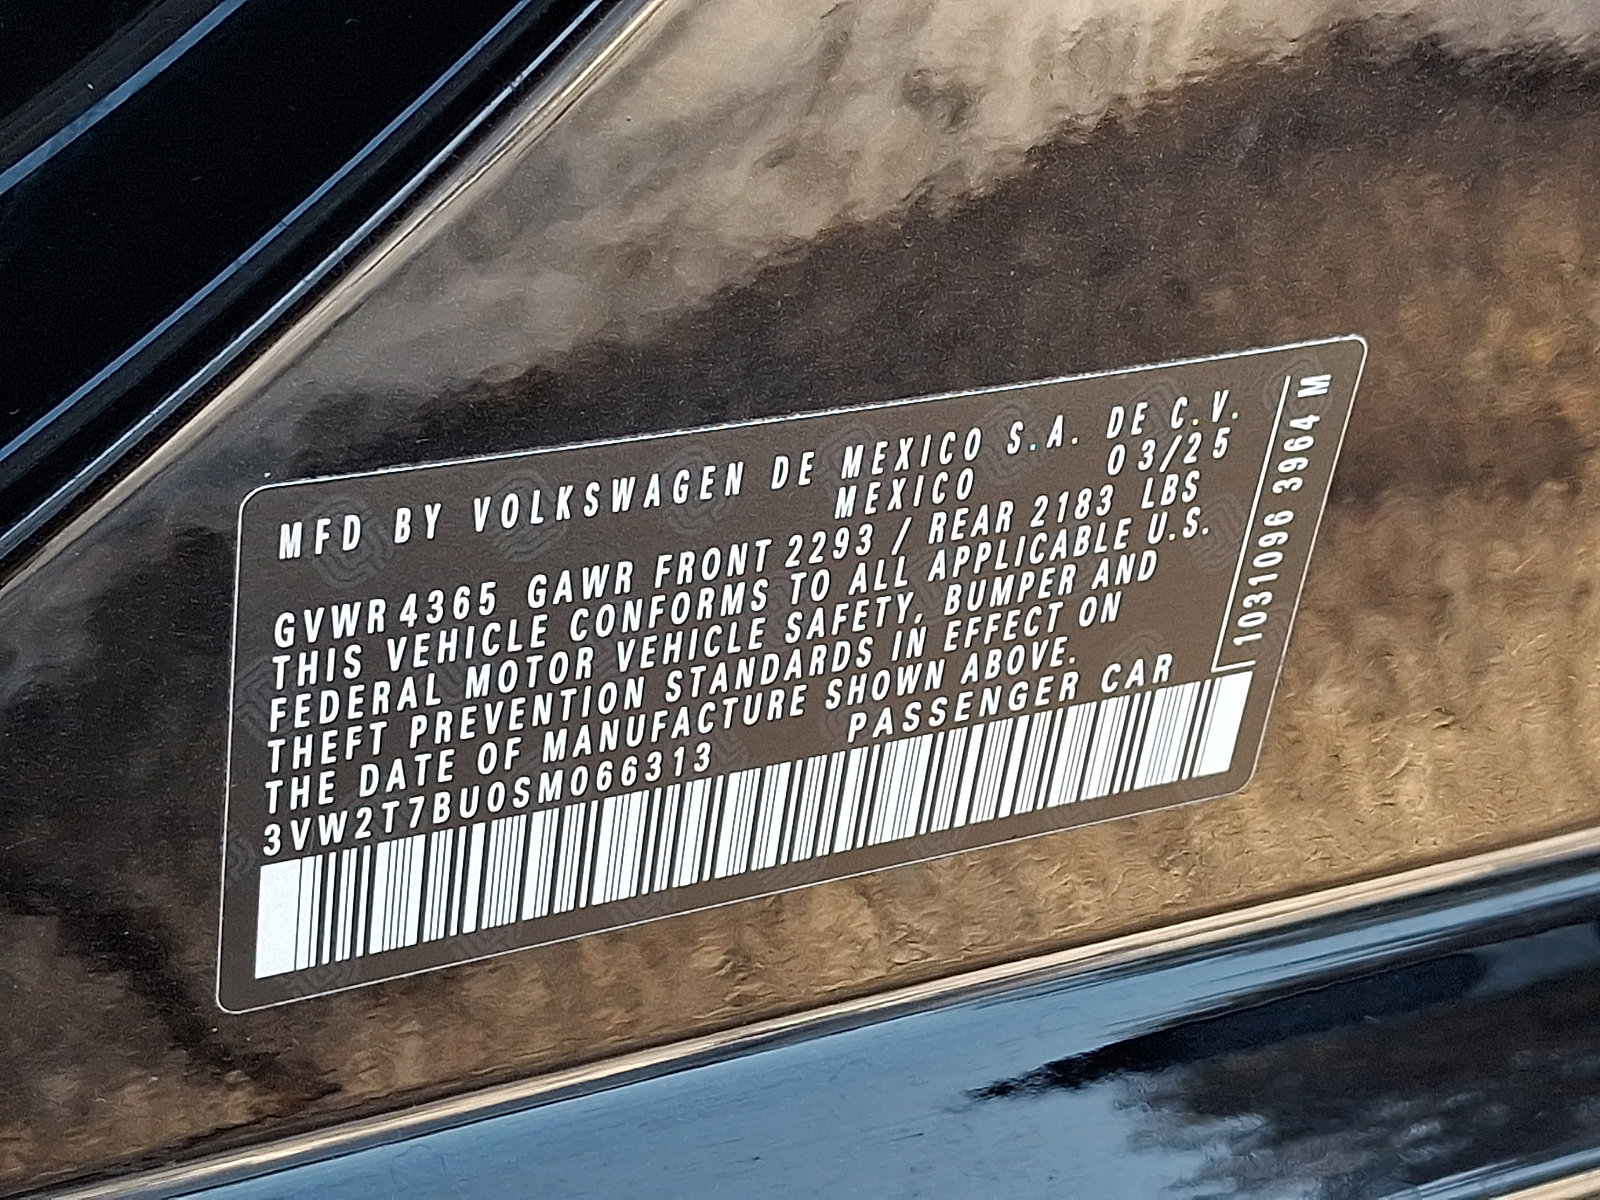 MFD BY VOLKSWAGEN DE MEXICO S.A. DE C.V.
MEXICO 03/25
GVWR 4365 GAWR FRONT 2293 / REAR 2183 LBS
THIS VEHICLE CONFORMS TO ALL APPLICABLE U.S.
FEDERAL MOTOR VEHICLE SAFETY, BUMPER AND
THEFT PREVENTION STANDARDS IN EFFECT ON
THE DATE OF MANUFACTURE SHOWN ABOVE.
3VW2T7BU0SM066313 PASSENGER CAR
1031096 3964 M